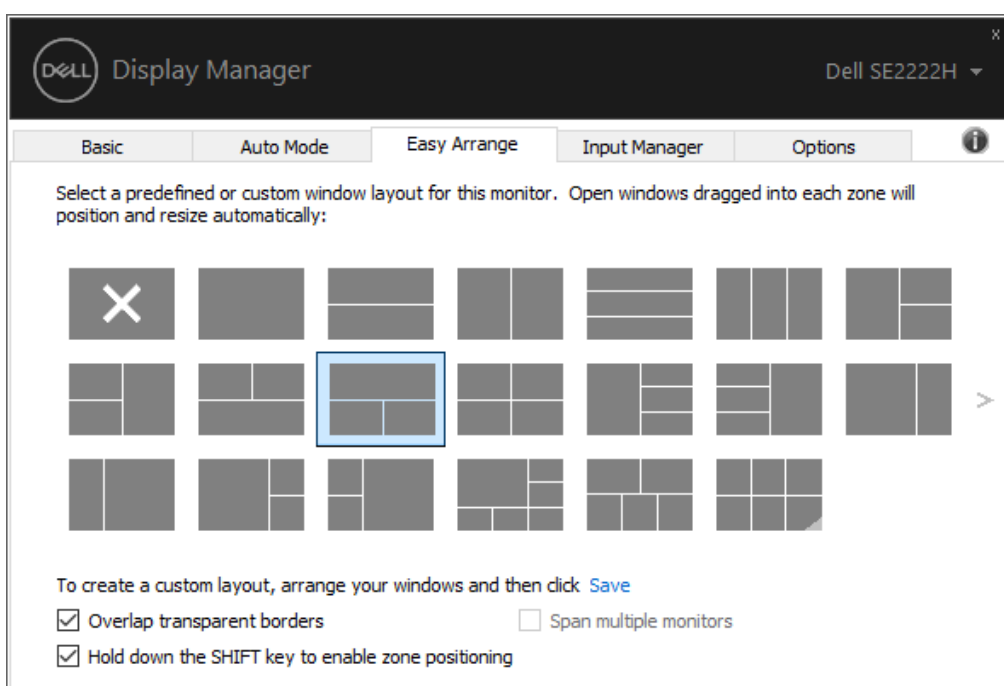 x
DELL Display Manager Dell SE2222H
Basic Auto Mode Easy Arrange Input Manager Options
Select a predefined or custom window layout for this monitor. Open windows dragged into each zone will
position and resize automatically:
>
To create a custom layout, arrange your windows and then click Save
Overlap transparent borders Span multiple monitors
Hold down the SHIFT key to enable zone positioning